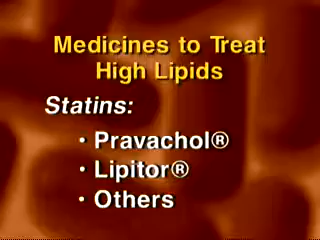 Medicines to Treat
High Lipids
Statins:
• Pravachol®
• Lipitor®
• Others